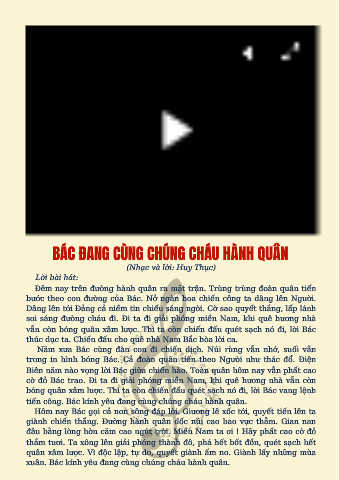 BÁC ĐANG CÙNG CHÚNG CHÁU HÀNH QUÂN
(Nhạc và lời: Huy Thục)
Lời bài hát:
Đêm nay trên đường hành quân ra mặt trận. Trùng trùng đoàn quân tiến
bước theo con đường của Bác. Nở ngàn hoa chiến công ta dâng lên Người.
Dâng lên tới Đảng cả niềm tin chiến sáng ngời. Cờ sao quyết thắng, lấp lánh
soi sáng đường cháu đi. Đi ta đi giải phóng miền Nam, khi quê hương nhà
vẫn còn bóng quân xâm lược. Thì ta còn chiến đấu quét sạch nó đi, lời Bác
thúc dục ta. Chiến đấu cho quê nhà Nam Bắc hòa lời ca.
Năm xưa Bác cùng đàn con đi chiến dịch. Núi rừng vẫn nhớ, suối vẫn
trong in hình bóng Bác. Cả đoàn quân tiến theo Người như thác đổ. Điện
Biên năm nào vọng lời Bác gọi chiến hào. Toàn quân hôm nay vẫn phất cao
cờ đỏ Bác trao. Đi ta đi giải phóng miền Nam, khi quê hương nhà vẫn còn
bóng quân xâm lược. Thì ta còn chiến đấu quét sạch nó đi, lời Bác vang lệnh
tiến công. Bác kính yêu đang cùng chúng cháu hành quân.
Hôm nay Bác gọi cả non sông đáp lời. Giương lê xốc tới, quyết tiến lên ta
giành chiến thắng. Đường hành quân dốc núi cao hào vực thẳm. Gian nan
đâu bằng lòng hờn căm cao ngút trời. Miền Nam ta ơi ! Hãy phất cao cờ đỏ
thắm tươi. Ta xông lên giải phóng thành đô, phá hết bốt đồn, quét sạch hết
quân xâm lược. Vì độc lập, tự do, quyết giành ấm no. Giành lấy những mùa
xuân. Bác kính yêu đang cùng chúng cháu hành quân.